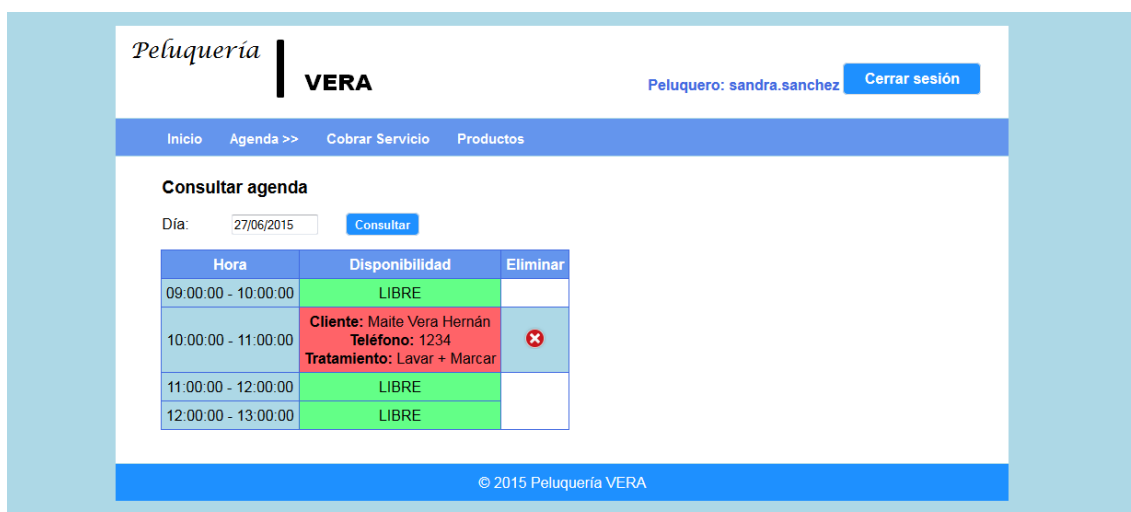 Peluquería
VERA
Peluquero: sandra.sanchez Cerrar sesión
Inicio Agenda >> Cobrar Servicio Productos
Consultar agenda
Día: 27/06/2015 Consultar
Hora Disponibilidad Eliminar
09:00:00 - 10:00:00 LIBRE
10:00:00 - 11:00:00 Cliente: Maite Vera Hernán
Teléfono: 1234
Tratamiento: Lavar + Marcar
11:00:00 - 12:00:00 LIBRE
12:00:00 - 13:00:00 LIBRE
© 2015 Peluquería VERA